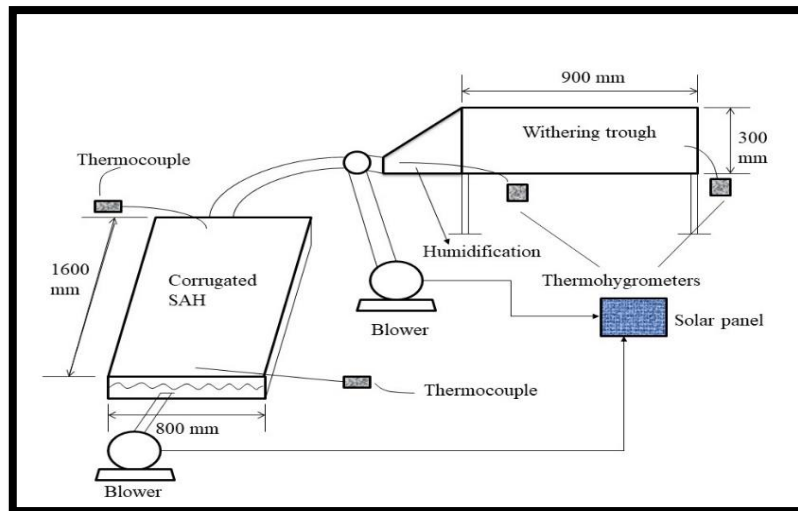 900 mm
Withering trough
300
mm
Thermocouple
Humidification
1600
mm
Corrugated
SAH
Thermohygrometers
Blower
Solar panel
Thermocouple
800 mm
Blower